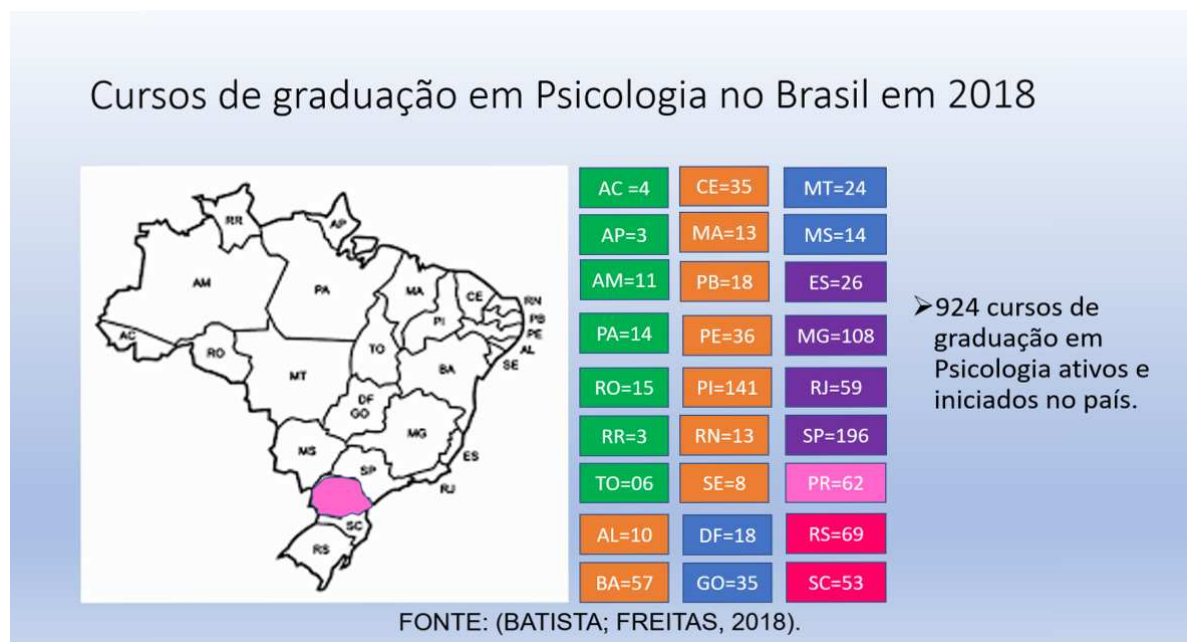 Cursos de graduação em Psicologia no Brasil em 2018
RR
AP
AM
PA
MA
CE
RN
PB
PE
AL
SE
PI
AC
RO
TO
BA
MT
DF
GO
MG
MS
ES
SP
RJ
SC
RS
AC =4
AP=3
AM=11
PA=14
RO=15
RR=3
TO=06
AL=10
BA=57
CE=35
MA=13
PB=18
PE=36
PI=141
RN=13
SE=8
DF=18
GO=35
MT=24
MS=14
ES=26
MG=108
RJ=59
SP=196
PR=62
RS=69
SC=53
➢924 cursos de
graduação em
Psicologia ativos e
iniciados no país.
FONTE: (BATISTA; FREITAS, 2018).